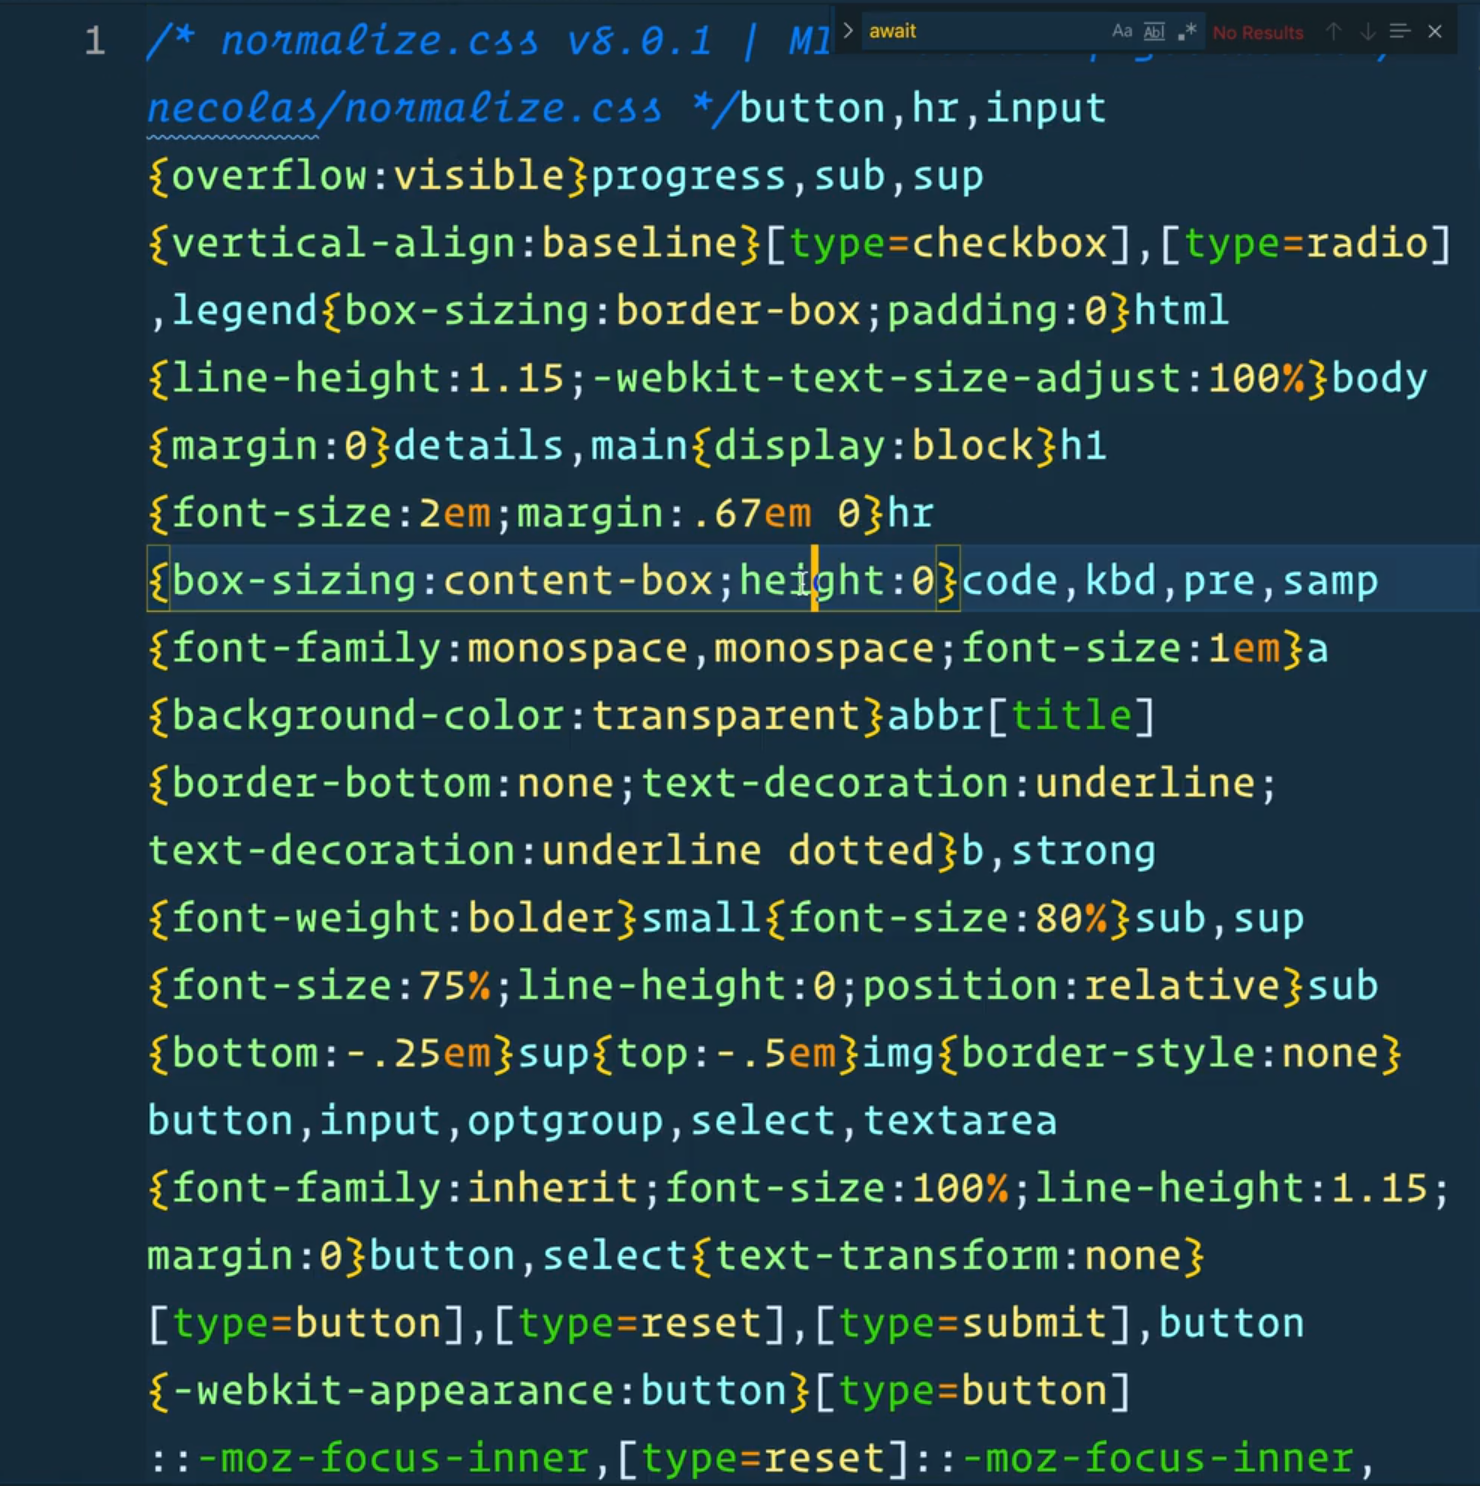 1 /* normalize.css v8.0.1 |
await Aa Abl .* No Results
necolas/normalize.css */button,hr,input
{overflow:visible}progress,sub,sup
{vertical-align:baseline}[type=checkbox],[type=radio]
,legend{box-sizing:border-box;padding:0}html
{line-height:1.15;-webkit-text-size-adjust:100%}body
{margin:0}details,main{display:block}h1
{font-size:2em;margin:.67em 0}hr
{box-sizing:content-box;height:0}code,kbd,pre,samp
{font-family:monospace,monospace;font-size:1em}a
{background-color:transparent}abbr[title]
{border-bottom:none;text-decoration:underline;
text-decoration:underline dotted}b,strong
{font-weight:bolder}small{font-size:80%}sub,sup
{font-size:75%;line-height:0;position:relative}sub
{bottom:-.25em}sup{top:-.5em}img{border-style:none}
button,input,optgroup,select,textarea
{font-family:inherit;font-size:100%;line-height:1.15;
margin:0}button,select{text-transform:none}
[type=button],[type=reset],[type=submit],button
{-webkit-appearance:button}[type=button]
::-moz-focus-inner,[type=reset]::-moz-focus-inner,